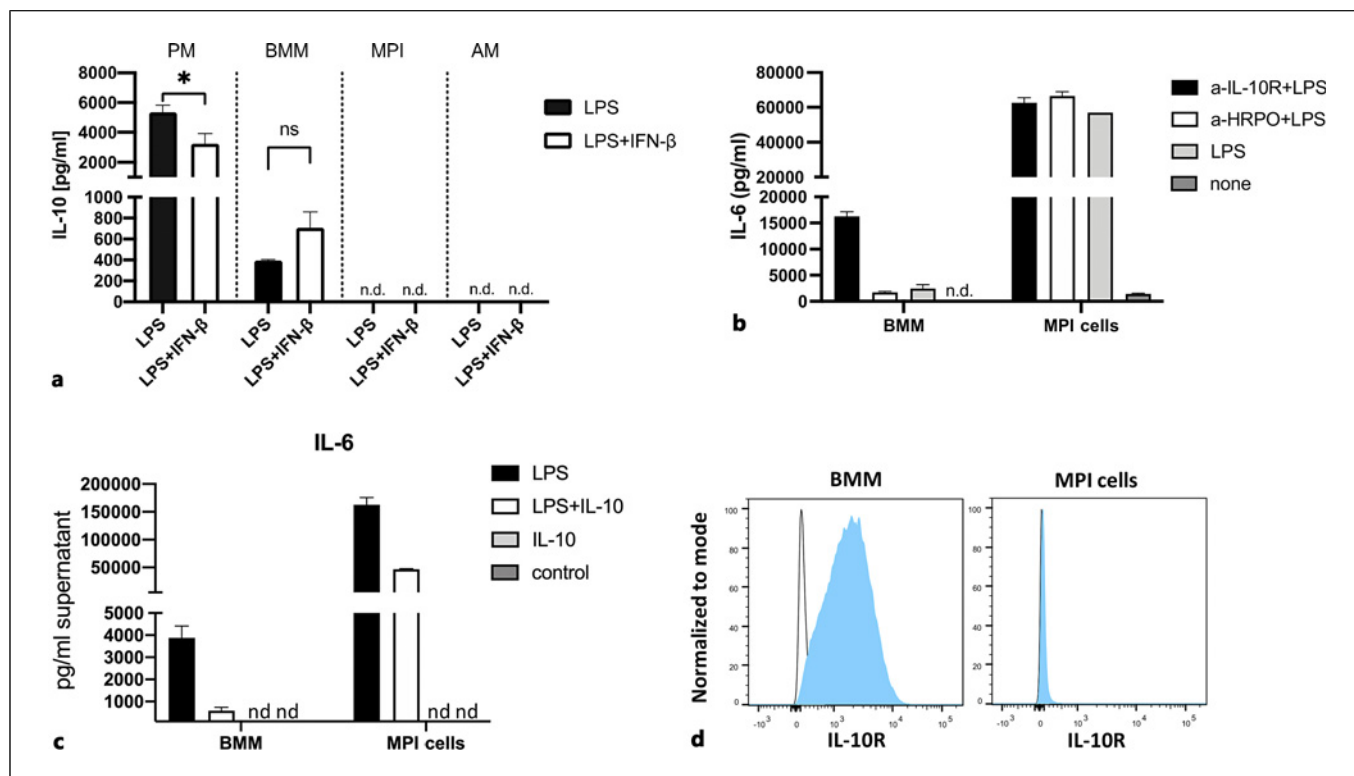 PM BMM MPI AM
8000
6000
4000
2000
1000
800
600
400
200
0
IL-10 [pg/ml]
*
ns
n.d. n.d. n.d. n.d.
LPS LPS+IFN-β LPS LPS+IFN-β LPS LPS+IFN-β LPS LPS+IFN-β
LPS
LPS+IFN-β
a
80000
60000
40000
20000
15000
10000
5000
0
IL-6 (pg/ml)
n.d.
BMM MPI cells
a-IL-10R+LPS
a-HRPO+LPS
LPS
none
b
IL-6
200000
150000
100000
50000
5000
4000
3000
2000
1000
pg/ml supernatant
nd nd nd nd
BMM MPI cells
LPS
LPS+IL-10
IL-10
control
c
BMM MPI cells
Normalized to mode
100
80
60
40
20
0
-10³ 0 10³ 10⁴ 10⁵
IL-10R
100
80
60
40
20
0
-10³ 0 10³ 10⁴ 10⁵
IL-10R
d